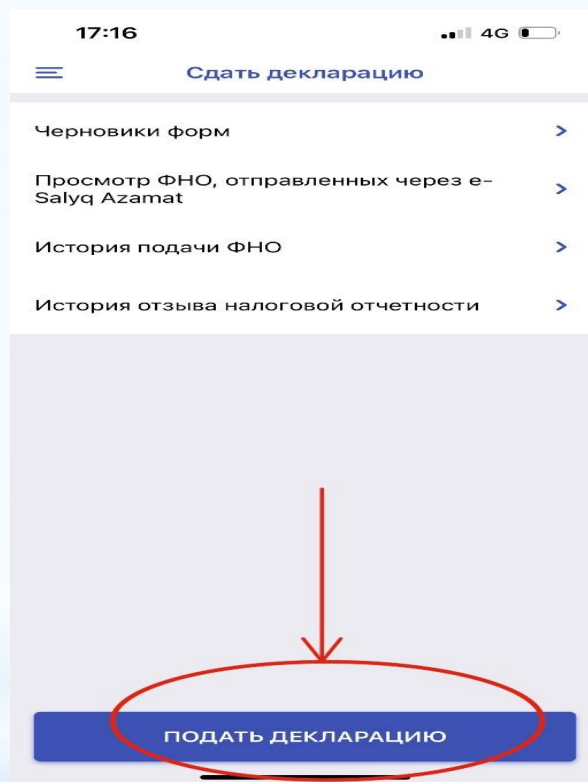 17:16 4G
Сдать декларацию
Черновики форм
Просмотр ФНО, отправленных через e-
Salyq Azamat
История подачи ФНО
История отзыва налоговой отчетности
ПОДАТЬ ДЕКЛАРАЦИЮ